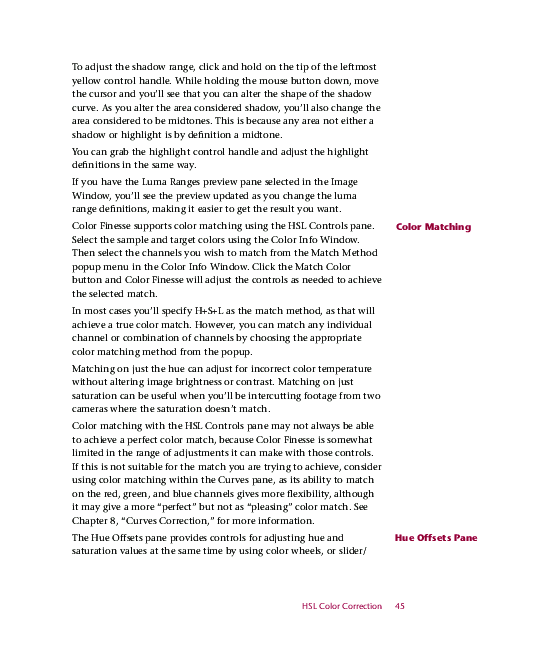 To adjust the shadow range, click and hold on the tip of the leftmost
yellow control handle. While holding the mouse button down, move
the cursor and you'll see that you can alter the shape of the shadow
curve. As you alter the area considered shadow, you'll also change the
area considered to be midtones. This is because any area not either a
shadow or highlight is by definition a midtone.
You can grab the highlight control handle and adjust the highlight
definitions in the same way.
If you have the Luma Ranges preview pane selected in the Image
Window, you'll see the preview updated as you change the luma
range definitions, making it easier to get the result you want.
Color Matching
Color Finesse supports color matching using the HSL Controls pane.
Select the sample and target colors using the Color Info Window.
Then select the channels you wish to match from the Match Method
popup menu in the Color Info Window. Click the Match Color
button and Color Finesse will adjust the controls as needed to achieve
the selected match.
In most cases you'll specify H+S+L as the match method, as that will
achieve a true color match. However, you can match any individual
channel or combination of channels by choosing the appropriate
color matching method from the popup.
Matching on just the hue can adjust for incorrect color temperature
without altering image brightness or contrast. Matching on just
saturation can be useful when you'll be intercutting footage from two
cameras where the saturation doesn't match.
Color matching with the HSL Controls pane may not always be able
to achieve a perfect color match, because Color Finesse is somewhat
limited in the range of adjustments it can make with those controls.
If this is not suitable for the match you are trying to achieve, consider
using color matching within the Curves pane, as its ability to match
on the red, green, and blue channels gives more flexibility, although
it may give a more “perfect” but not as “pleasing” color match. See
Chapter 8, “Curves Correction,” for more information.
Hue Offsets Pane
The Hue Offsets pane provides controls for adjusting hue and
saturation values at the same time by using color wheels, or slider/
HSL Color Correction 45